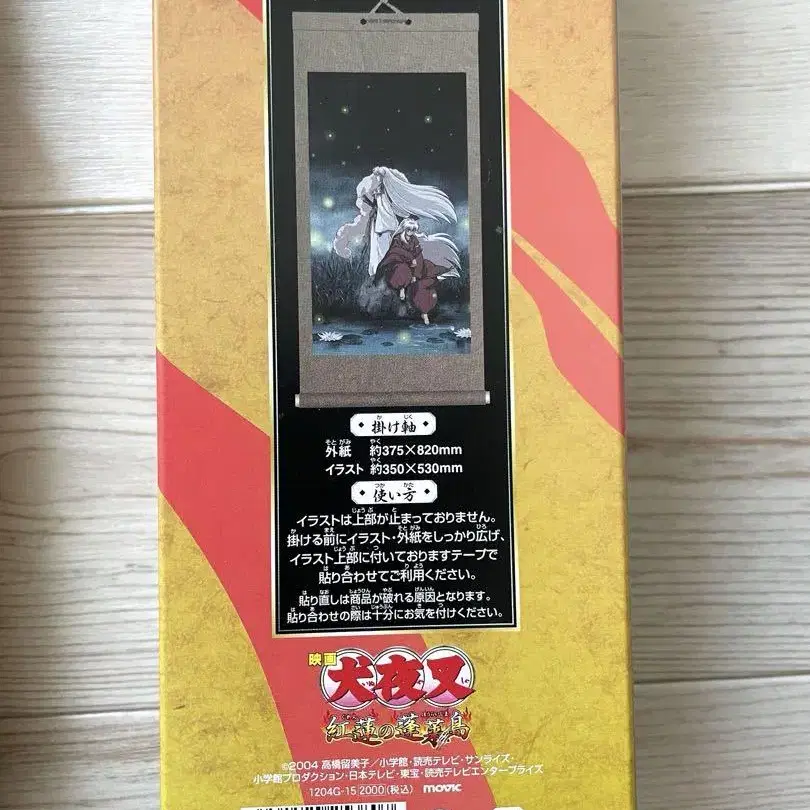 掛け軸
外紙 約375×820mm
イラスト 約350×530mm
使い方
イラストは上部が止まっておりません。
掛ける前にイラスト・外紙をしっかり広げ、
イラスト上部に付いておりますテープで
貼り合わせてご利用ください。
貼り直しは商品が破れる原因となります。
貼り合わせの際は十分にお気を付けください。
映画
犬夜叉
紅蓮の蓬莱島
©2004 高橋留美子/小学館・読売テレビ・サンライズ・
小学館プロダクション・日本テレビ・東宝・読売テレビエンタープライズ
1204G-15 2000(税込) movic